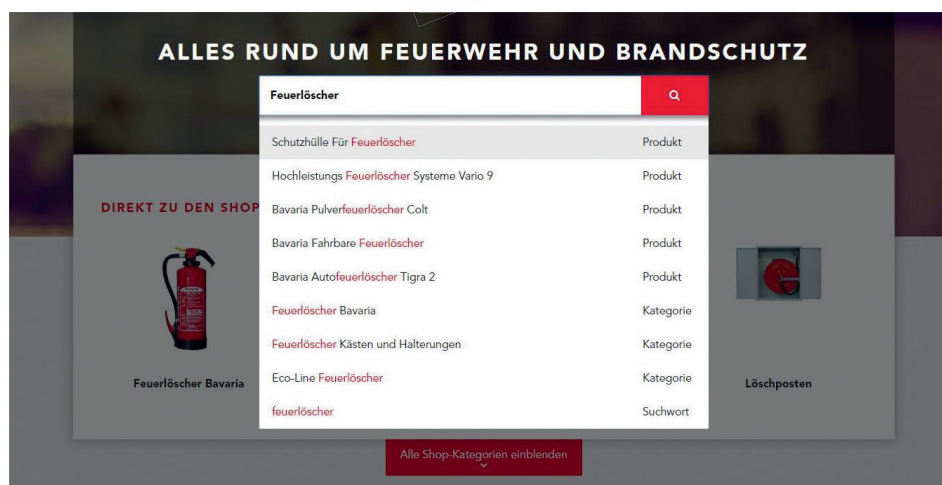 ALLES RUND UM FEUERWEHR UND BRANDSCHUTZ
Feuerlöscher
Schutzhülle Für Feuerlöscher Produkt
Hochleistungs Feuerlöscher Systeme Vario 9 Produkt
Bavaria Pulverfeuerlöscher Colt Produkt
Bavaria Fahrbare Feuerlöscher Produkt
Bavaria Autofeuerlöscher Tigra 2 Produkt
Feuerlöscher Bavaria Kategorie
Feuerlöscher Kästen und Halterungen Kategorie
Eco-Line Feuerlöscher Kategorie
feuerlöscher Suchwort
DIREKT ZU DEN SHOP
Feuerlöscher Bavaria
Löschposten
Alle Shop-Kategorien einblenden